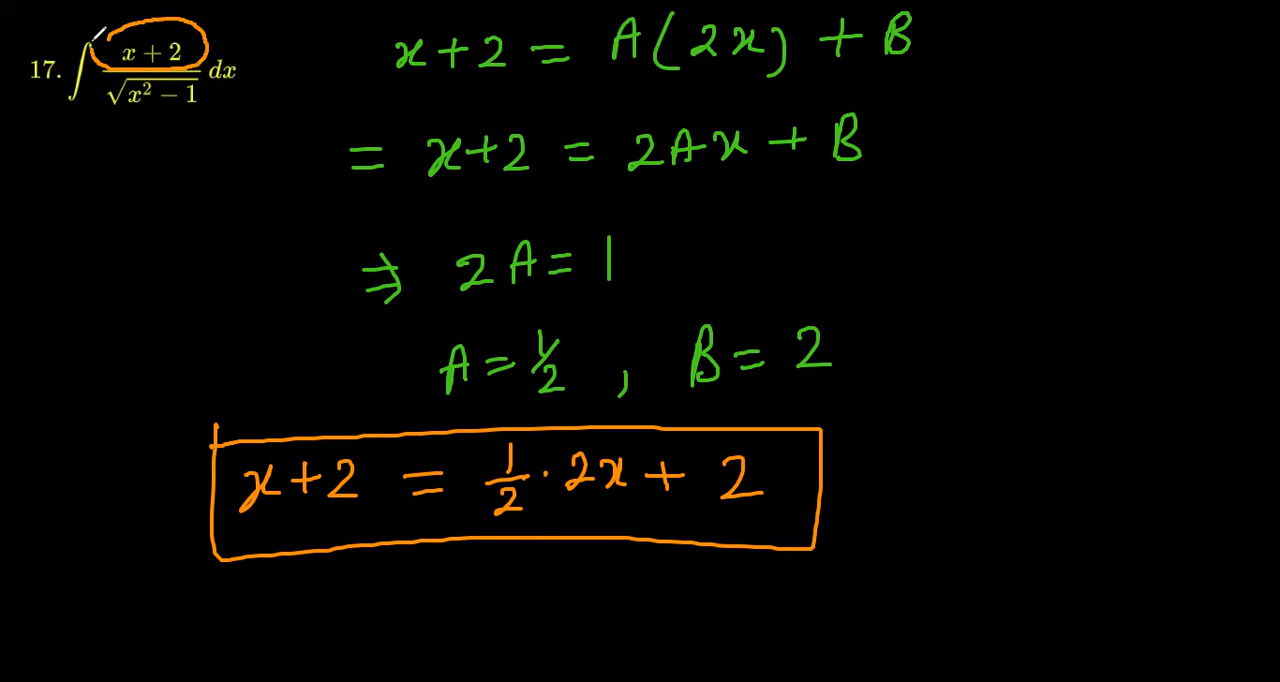 17. ∫ x + 2 / √x² − 1 dx
x+2 = A(2x) + B
= x+2 = 2Ax + B
⇒ 2A = 1
A = 1/2 , B = 2
x+2 = 1/2 · 2x + 2